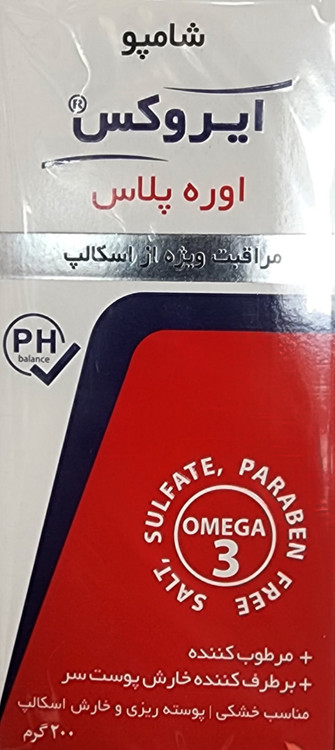 شامپو
ایروکس®
اوره پلاس
مراقبت ویژه از اسکالپ
PH
balance
SALT, SULFATE, PARABEN FREE
OMEGA
3
+ مرطوب کننده
+ برطرف کننده خارش پوست سر
مناسب خشکی | پوسته ریزی و خارش اسکالپ
۲۰۰ گرم